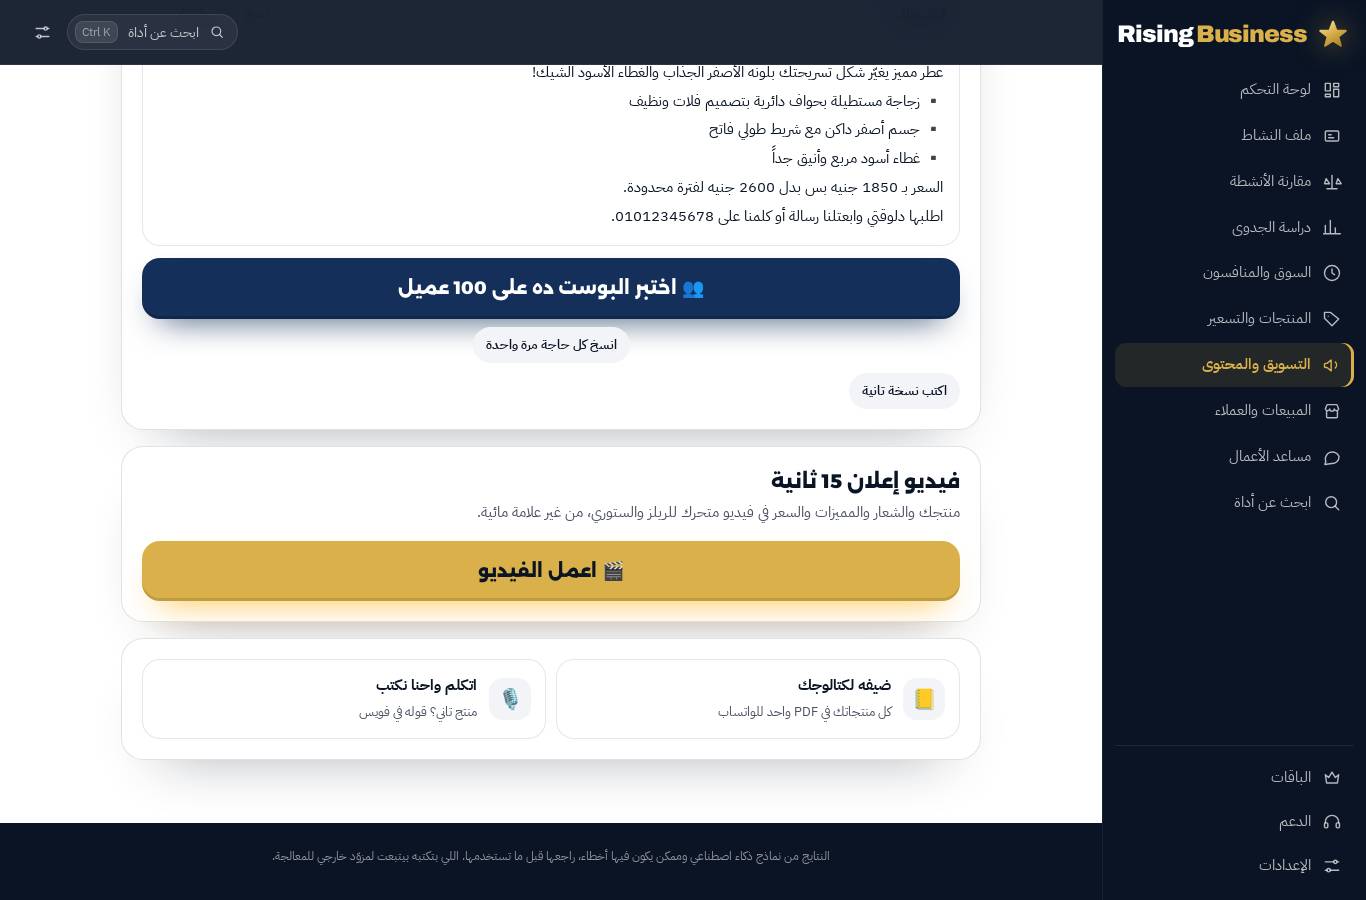 Rising Business
لوحة التحكم
ملف النشاط
مقارنة الأنشطة
دراسة الجدوى
السوق والمنافسون
المنتجات والتسعير
التسويق والمحتوى
المبيعات والعملاء
مساعد الأعمال
ابحث عن أداة
الباقات
الدعم
الإعدادات
ابحث عن أداة Ctrl K
عطر مميز يغيّر شكل تسريحتك بلونه الأصفر الجذاب والغطاء الأسود الشيك!
▪ زجاجة مستطيلة بحواف دائرية بتصميم فلات ونظيف
▪ جسم أصفر داكن مع شريط طولي فاتح
▪ غطاء أسود مربع وأنيق جداً
السعر بـ 1850 جنيه بس بدل 2600 جنيه لفترة محدودة.
اطلبها دلوقتي وابعتلنا رسالة أو كلمنا على 01012345678.
👥 اختبر البوست ده على 100 عميل
انسخ كل حاجة مرة واحدة
اكتب نسخة تانية
فيديو إعلان 15 ثانية
منتجك والشعار والمميزات والسعر في فيديو متحرك للريلز والستوري، من غير علامة مائية.
🎬 اعمل الفيديو
ضيفه لكتالوجك
كل منتجاتك في PDF واحد للواتساب
اتكلم واحنا نكتب
منتج تاني؟ قوله في فويس
النتايج من نماذج ذكاء اصطناعي وممكن يكون فيها أخطاء، راجعها قبل ما تستخدمها. اللي بتكتبه بيتبعت لمزوّد خارجي للمعالجة.